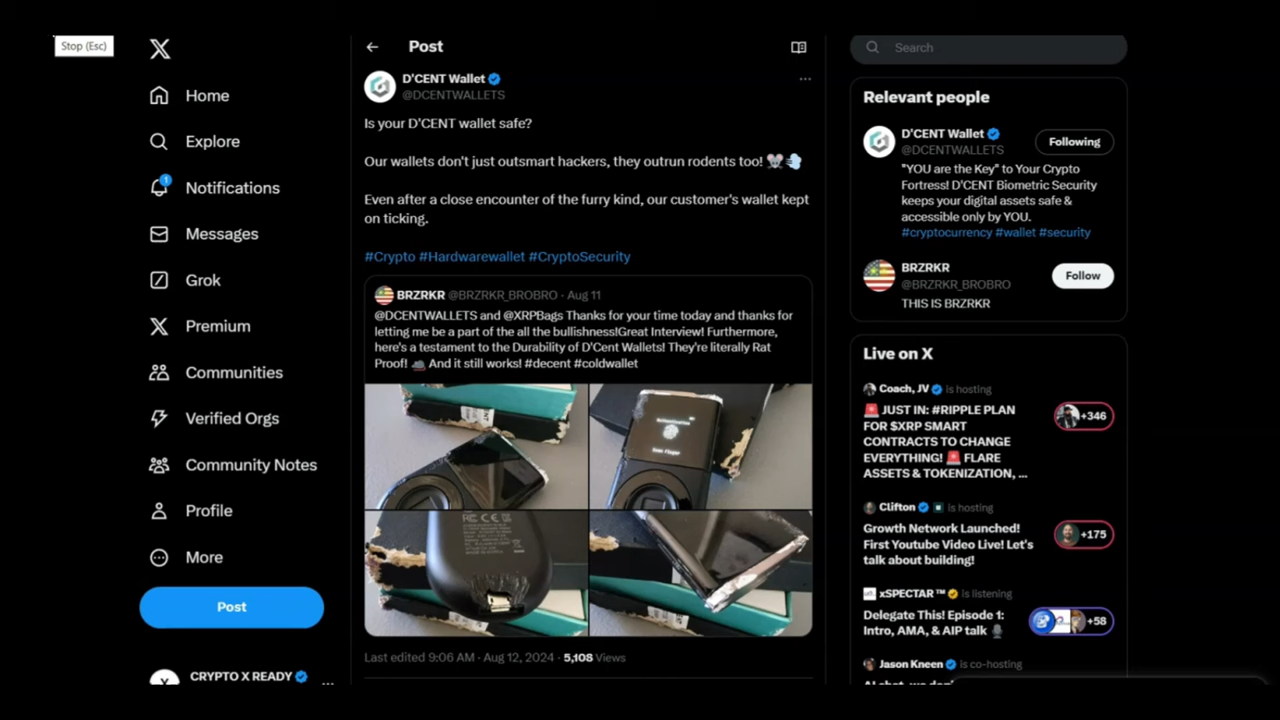 Stop (Esc)
Home
Explore
1
Notifications
Messages
Grok
Premium
Communities
Verified Orgs
Community Notes
Profile
More
Post
CRYPTO X READY
Post
D'CENT Wallet
@DCENTWALLETS
Is your D'CENT wallet safe?
Our wallets don't just outsmart hackers, they outrun rodents too! 🐭💨
Even after a close encounter of the furry kind, our customer's wallet kept
on ticking.
#Crypto #Hardwarewallet #CryptoSecurity
BRZRKR @BRZRKR_BROBRO · Aug 11
@DCENTWALLETS and @XRPBags Thanks for your time today and thanks for
letting me be a part of the all the bullishness!Great Interview! Furthermore,
here's a testament to the Durability of D'Cent Wallets! They're literally Rat
Proof! 🐀 And it still works! #decent #coldwallet
Last edited 9:06 AM · Aug 12, 2024 · 5,108 Views
Search
Relevant people
D'CENT Wallet
@DCENTWALLETS
Following
"YOU are the Key" to Your Crypto
Fortress! D'CENT Biometric Security
keeps your digital assets safe &
accessible only by YOU.
#cryptocurrency #wallet #security
BRZRKR
@BRZRKR_BROBRO
Follow
THIS IS BRZRKR
Live on X
Coach, JV is hosting
🚨 JUST IN: #RIPPLE PLAN
FOR $XRP SMART
CONTRACTS TO CHANGE
EVERYTHING! 🚨 FLARE
ASSETS & TOKENIZATION, ...
+346
Clifton is hosting
Growth Network Launched!
First Youtube Video Live! Let's
talk about building!
+175
xSPECTAR ™ is listening
Delegate This! Episode 1:
Intro, AMA, & AIP talk 🎙️
+58
Jason Kneen is co-hosting